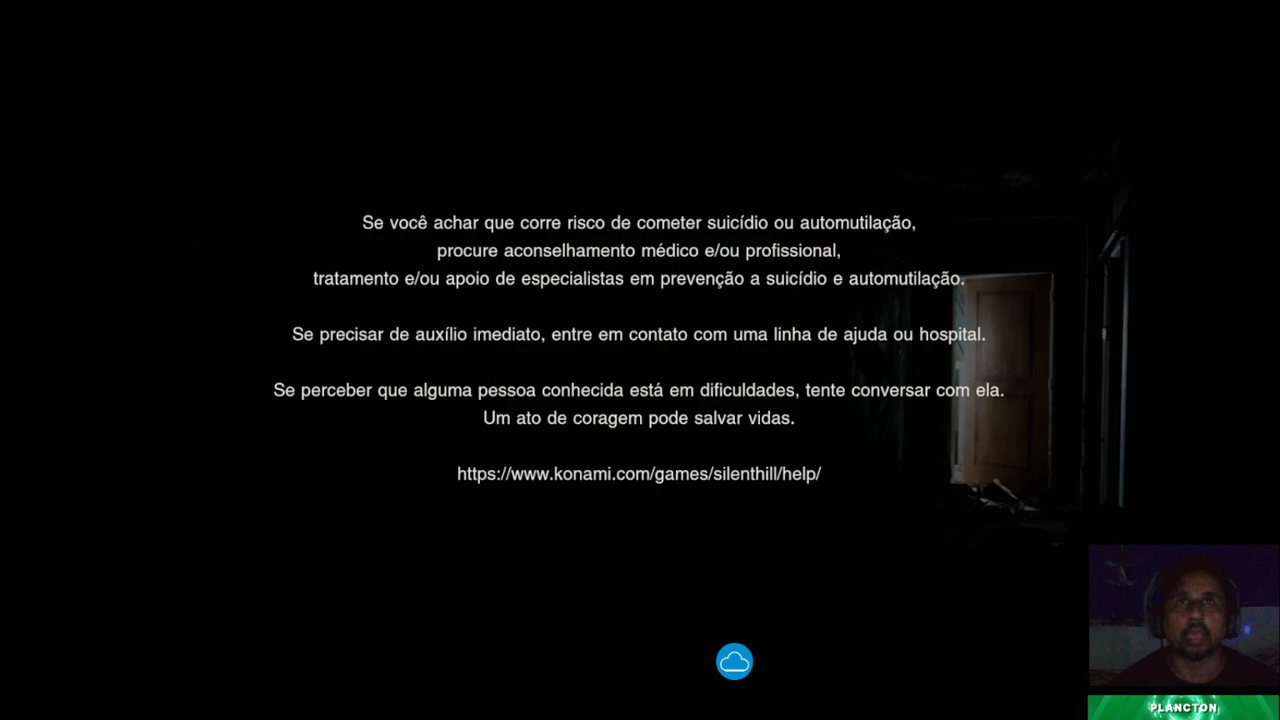 Se você achar que corre risco de cometer suicídio ou automutilação,
procure aconselhamento médico e/ou profissional,
tratamento e/ou apoio de especialistas em prevenção a suicídio e automutilação.
Se precisar de auxílio imediato, entre em contato com uma linha de ajuda ou hospital.
Se perceber que alguma pessoa conhecida está em dificuldades, tente conversar com ela.
Um ato de coragem pode salvar vidas.
https://www.konami.com/games/silenthill/help/
PLANCTON